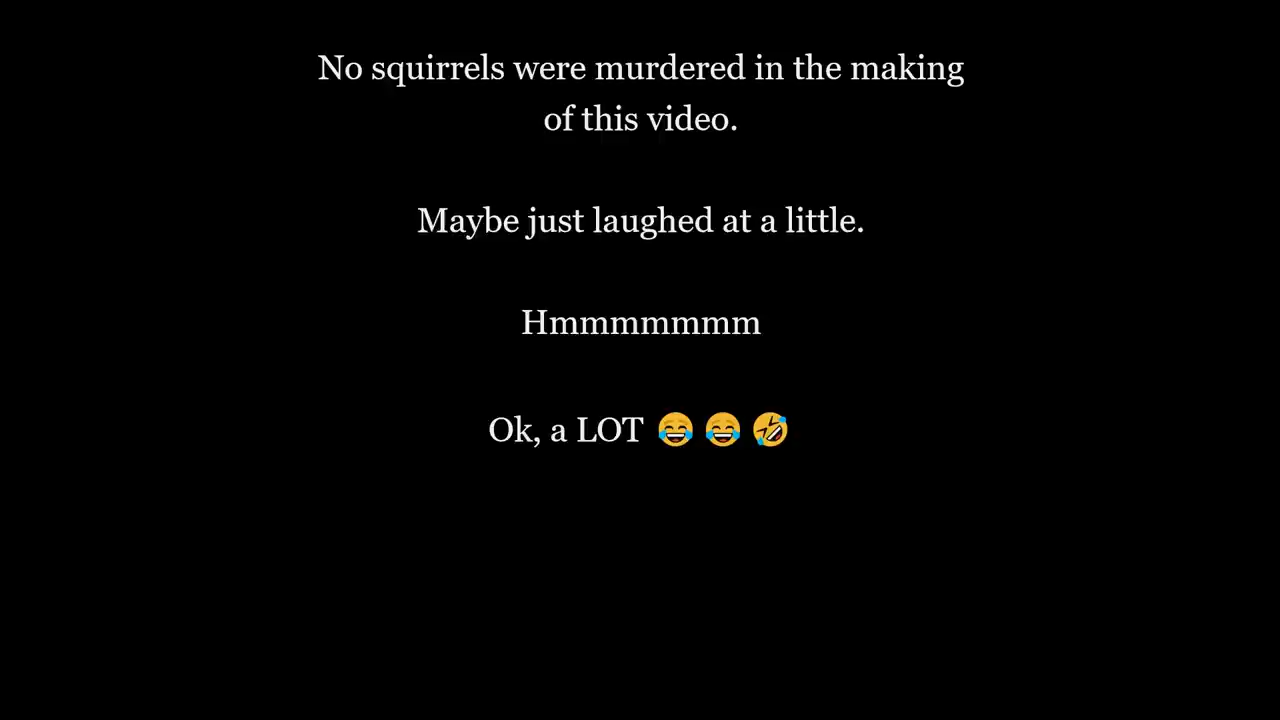 No squirrels were murdered in the making
of this video.
Maybe just laughed at a little.
Hmmmmmmm
Ok, a LOT 😂 😂 🤣